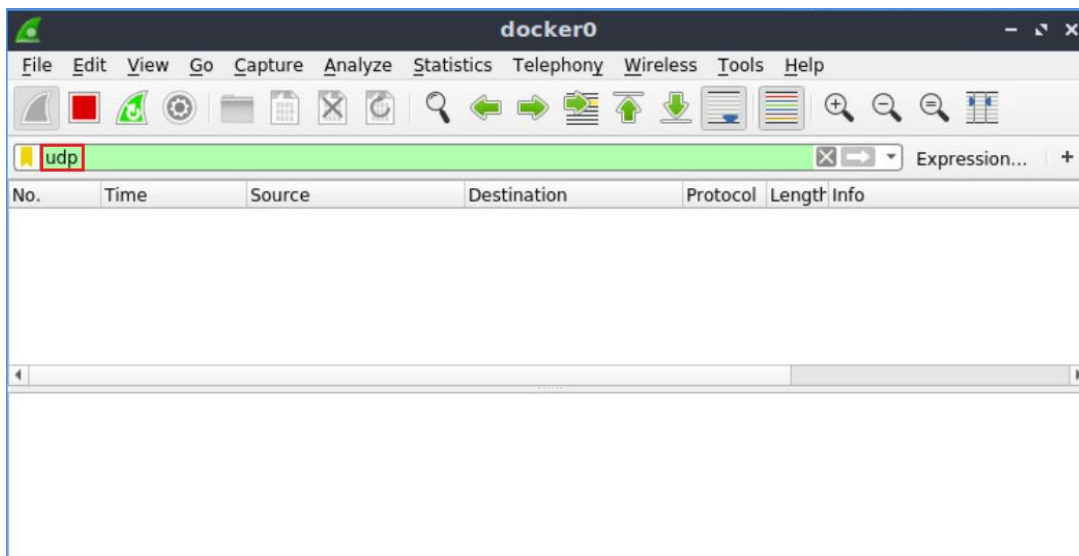 docker0
File Edit View Go Capture Analyze Statistics Telephony Wireless Tools Help
udp Expression... +
No. Time Source Destination Protocol Length Info